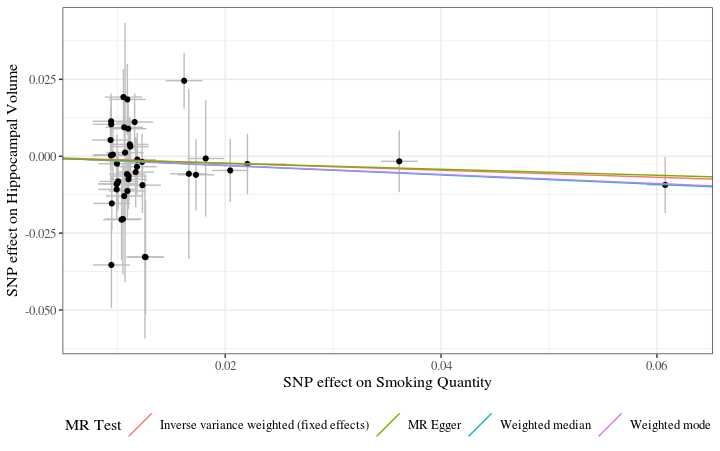 0.025
0.000
-0.025
-0.050
SNP effect on Hippocampal Volume
0.02
0.04
0.06
SNP effect on Smoking Quantity
MR Test
Inverse variance weighted (fixed effects)
MR Egger
Weighted median
Weighted mode